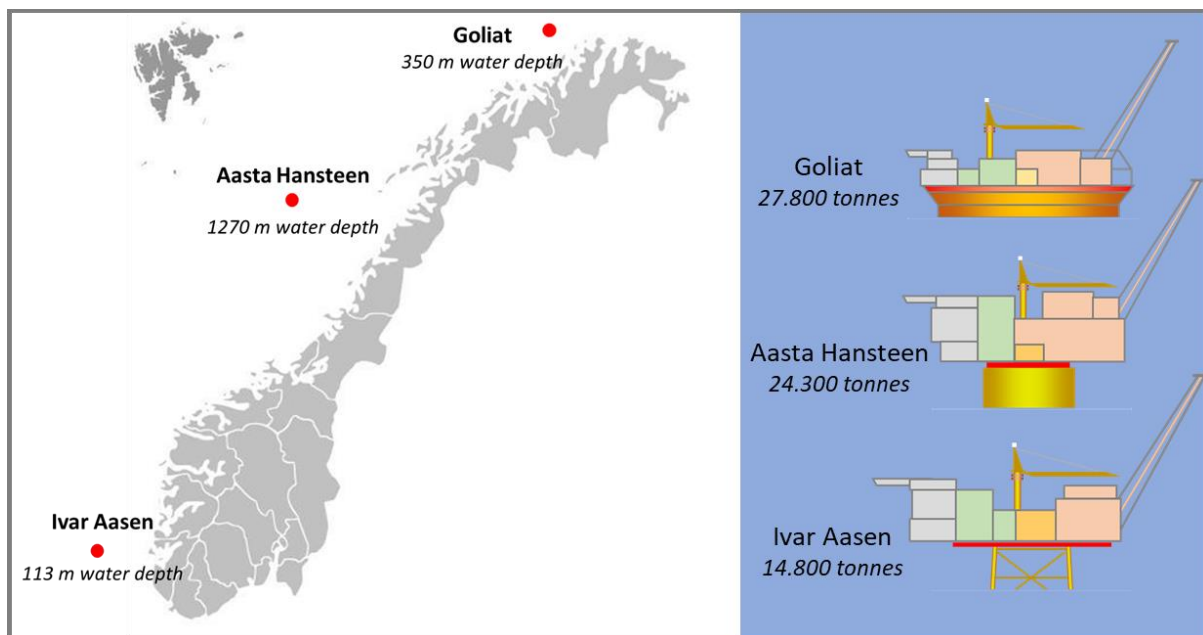 Goliat
350 m water depth
Aasta Hansteen
1270 m water depth
Ivar Aasen
113 m water depth
Goliat
27.800 tonnes
Aasta Hansteen
24.300 tonnes
Ivar Aasen
14.800 tonnes